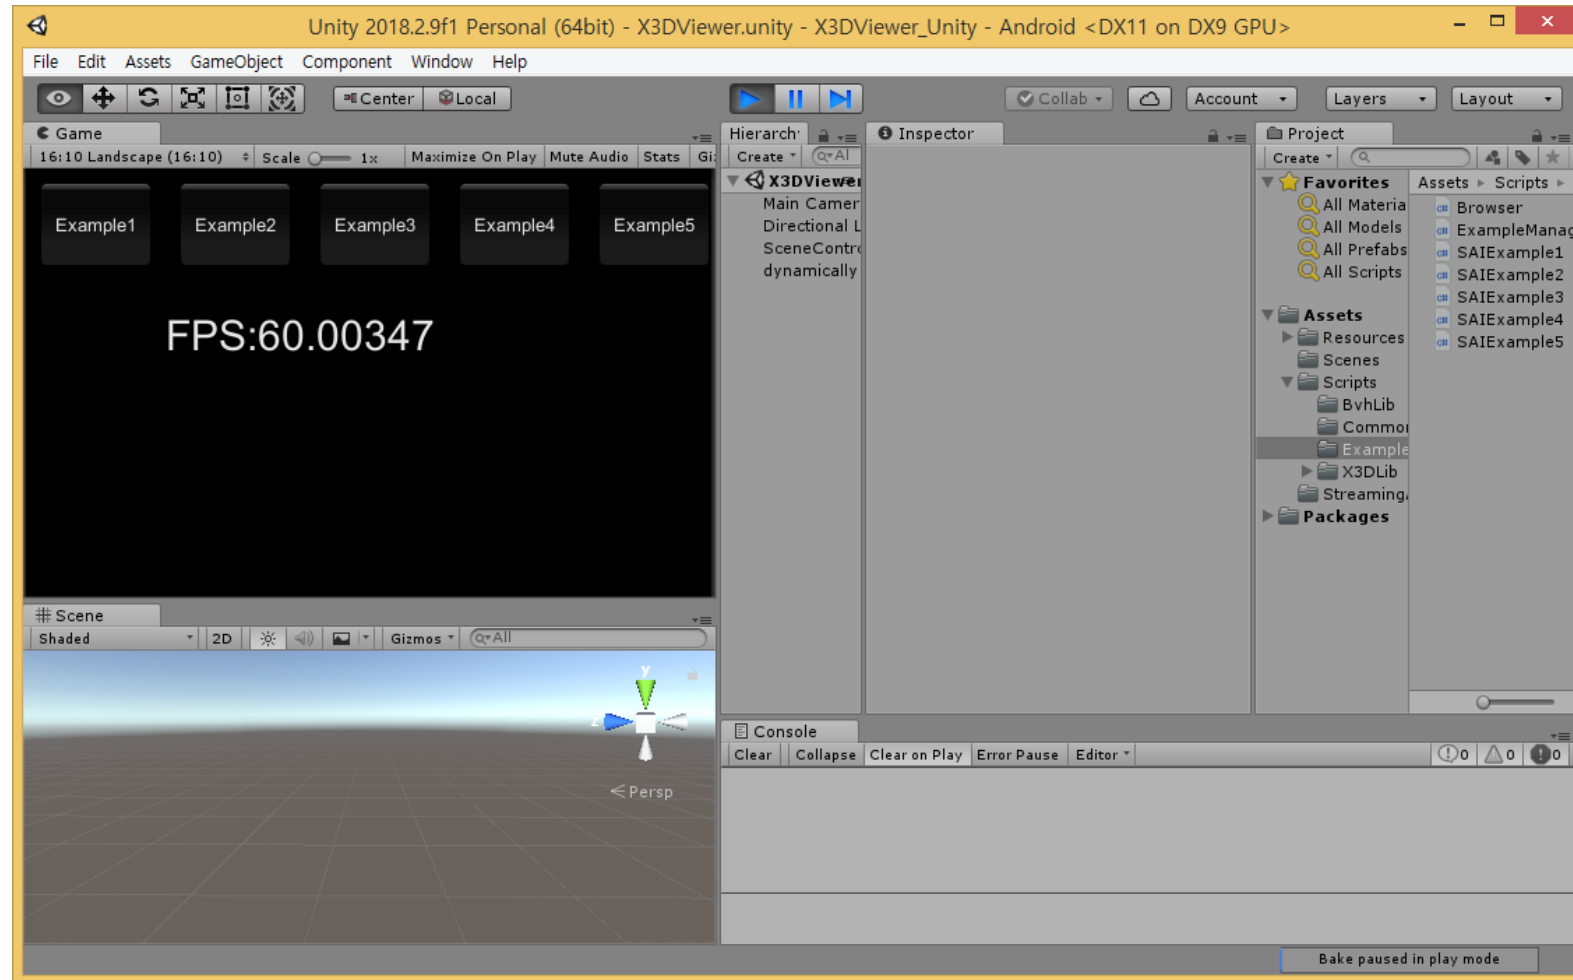 Unity 2018.2.9f1 Personal (64bit) - X3DViewer.unity - X3DViewer_Unity - Android <DX11 on DX9 GPU>
File Edit Assets GameObject Component Window Help
Center Local Collab Account Layers Layout
Game
16:10 Landscape (16:10) Scale 1x Maximize On Play Mute Audio Stats Gi
Example1 Example2 Example3 Example4 Example5
FPS:60.00347
Scene
Shaded 2D Gizmos All
y
z
Persp
Hierarch
Create Al
X3DViewer
Main Camer
Directional L
SceneContro
dynamically
Inspector
Project
Create
Favorites
All Materia
All Models
All Prefabs
All Scripts
Assets
Resources
Scenes
Scripts
BvhLib
Common
Example
X3DLib
Streaming
Packages
Assets Scripts
Browser
ExampleManag
SAIExample1
SAIExample2
SAIExample3
SAIExample4
SAIExample5
Console
Clear Collapse Clear on Play Error Pause Editor 0 0 0
Bake paused in play mode